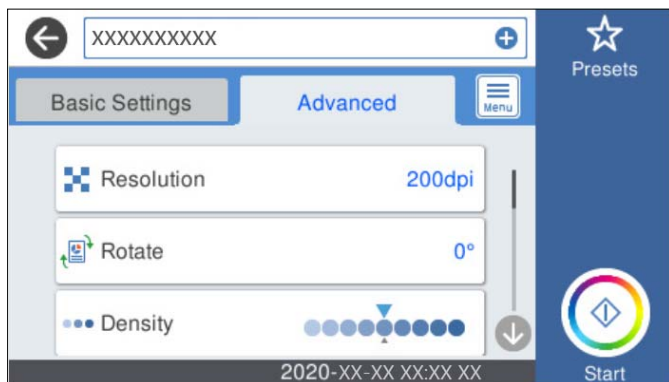 XXXXXXXXXX
Presets
Basic Settings
Advanced
Menu
Resolution 200dpi
Rotate 0°
Density
2020-XX-XX XX:XX XX
Start